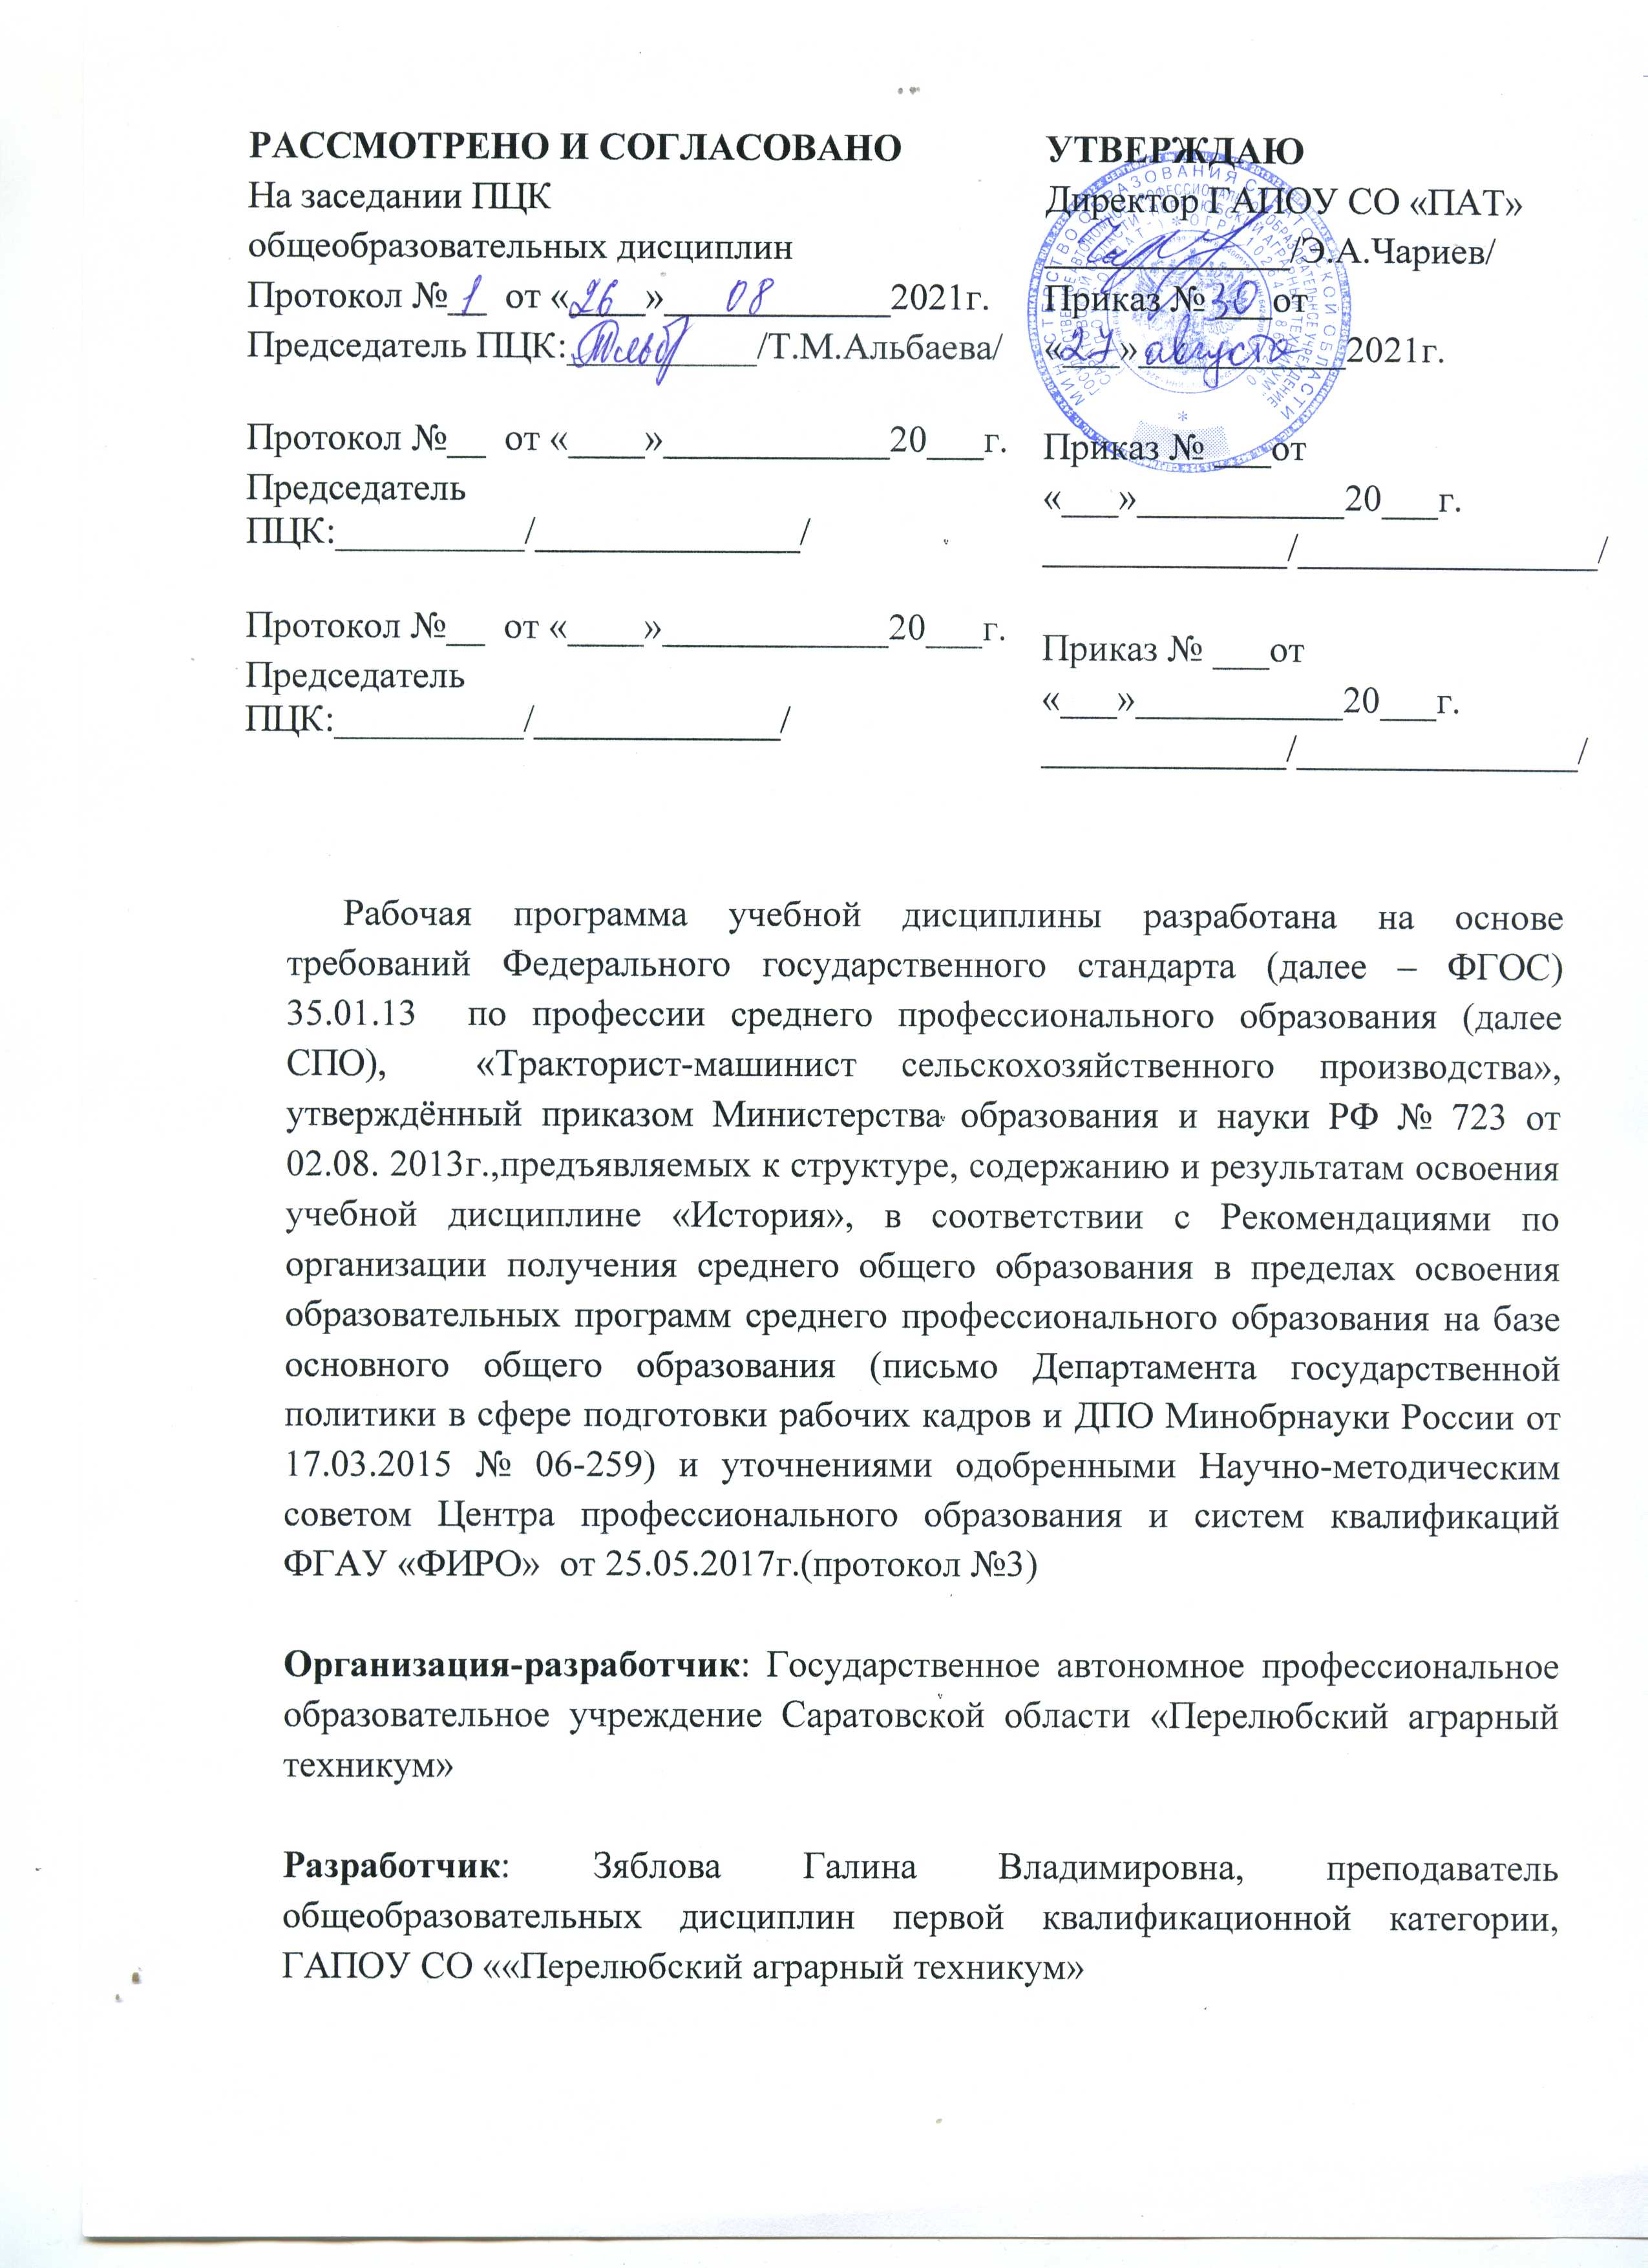 РАССМОТРЕНО И СОГЛАСОВАНО
На заседании ПЦК
общеобразовательных дисциплин
Протокол №1 от «26» 08 2021г.
Председатель ПЦК:__________/Т.М.Альбаева/
Протокол №__ от «____»____________20___г.
Председатель
ПЦК:__________/______________/
Протокол №__ от «____»____________20___г.
Председатель
ПЦК:__________/_____________/
УТВЕРЖДАЮ
Директор ГАПОУ СО «ПАТ»
_____________/Э.А.Чариев/
Приказ № 30 от
«27» августа 2021г.
Приказ № ___от
«___»___________20___г.
_____________/________________/
Приказ № ___от
«___»___________20___г.
_____________/_______________/
Рабочая программа учебной дисциплины разработана на основе
требований Федерального государственного стандарта (далее – ФГОС)
35.01.13 по профессии среднего профессионального образования (далее
СПО), «Тракторист-машинист сельскохозяйственного производства»,
утверждённый приказом Министерства образования и науки РФ № 723 от
02.08. 2013г.,предъявляемых к структуре, содержанию и результатам освоения
учебной дисциплине «История», в соответствии с Рекомендациями по
организации получения среднего общего образования в пределах освоения
образовательных программ среднего профессионального образования на базе
основного общего образования (письмо Департамента государственной
политики в сфере подготовки рабочих кадров и ДПО Минобрнауки России от
17.03.2015 № 06-259) и уточнениями одобренными Научно-методическим
советом Центра профессионального образования и систем квалификаций
ФГАУ «ФИРО» от 25.05.2017г.(протокол №3)
Организация-разработчик: Государственное автономное профессиональное
образовательное учреждение Саратовской области «Перелюбский аграрный
техникум»
Разработчик: Зяблова Галина Владимировна, преподаватель
общеобразовательных дисциплин первой квалификационной категории,
ГАПОУ СО ««Перелюбский аграрный техникум»